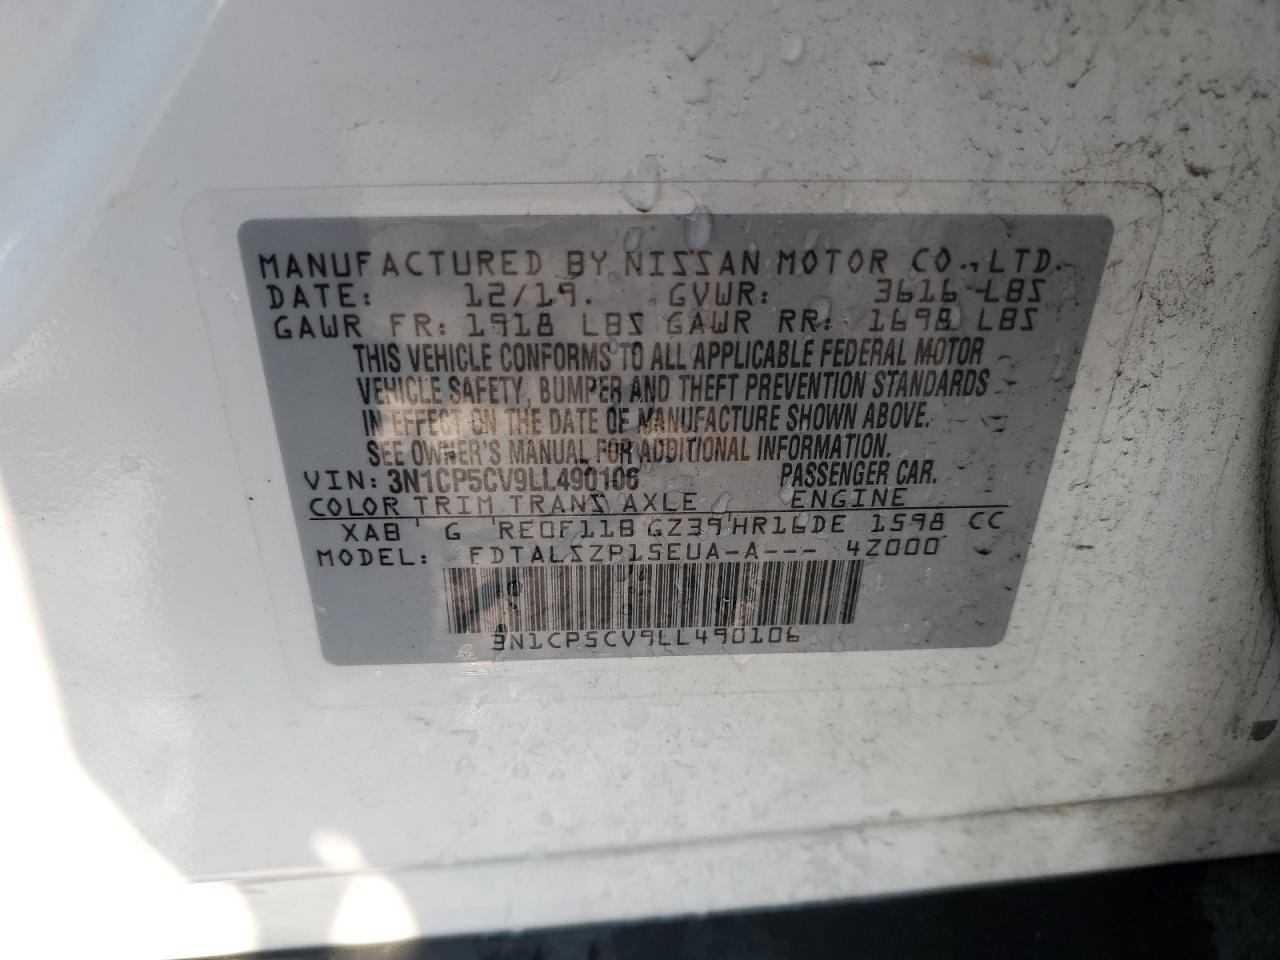 MANUFACTURED BY NISSAN MOTOR CO., LTD.
DATE: 12/19. GVWR: 3616 LBS
GAWR FR: 1918 LBS GAWR RR: 1698 LBS
THIS VEHICLE CONFORMS TO ALL APPLICABLE FEDERAL MOTOR
VEHICLE SAFETY, BUMPER AND THEFT PREVENTION STANDARDS
IN EFFECT ON THE DATE OF MANUFACTURE SHOWN ABOVE.
SEE OWNER'S MANUAL FOR ADDITIONAL INFORMATION.
VIN: 3N1CP5CV9LL490106 PASSENGER CAR.
COLOR TRIM TRANS AXLE ENGINE
XAB G RE0F11B GZ39 HR16DE 1598 CC
MODEL: FDTALSZP15EUA-A--- 4Z000
3N1CP5CV9LL490106